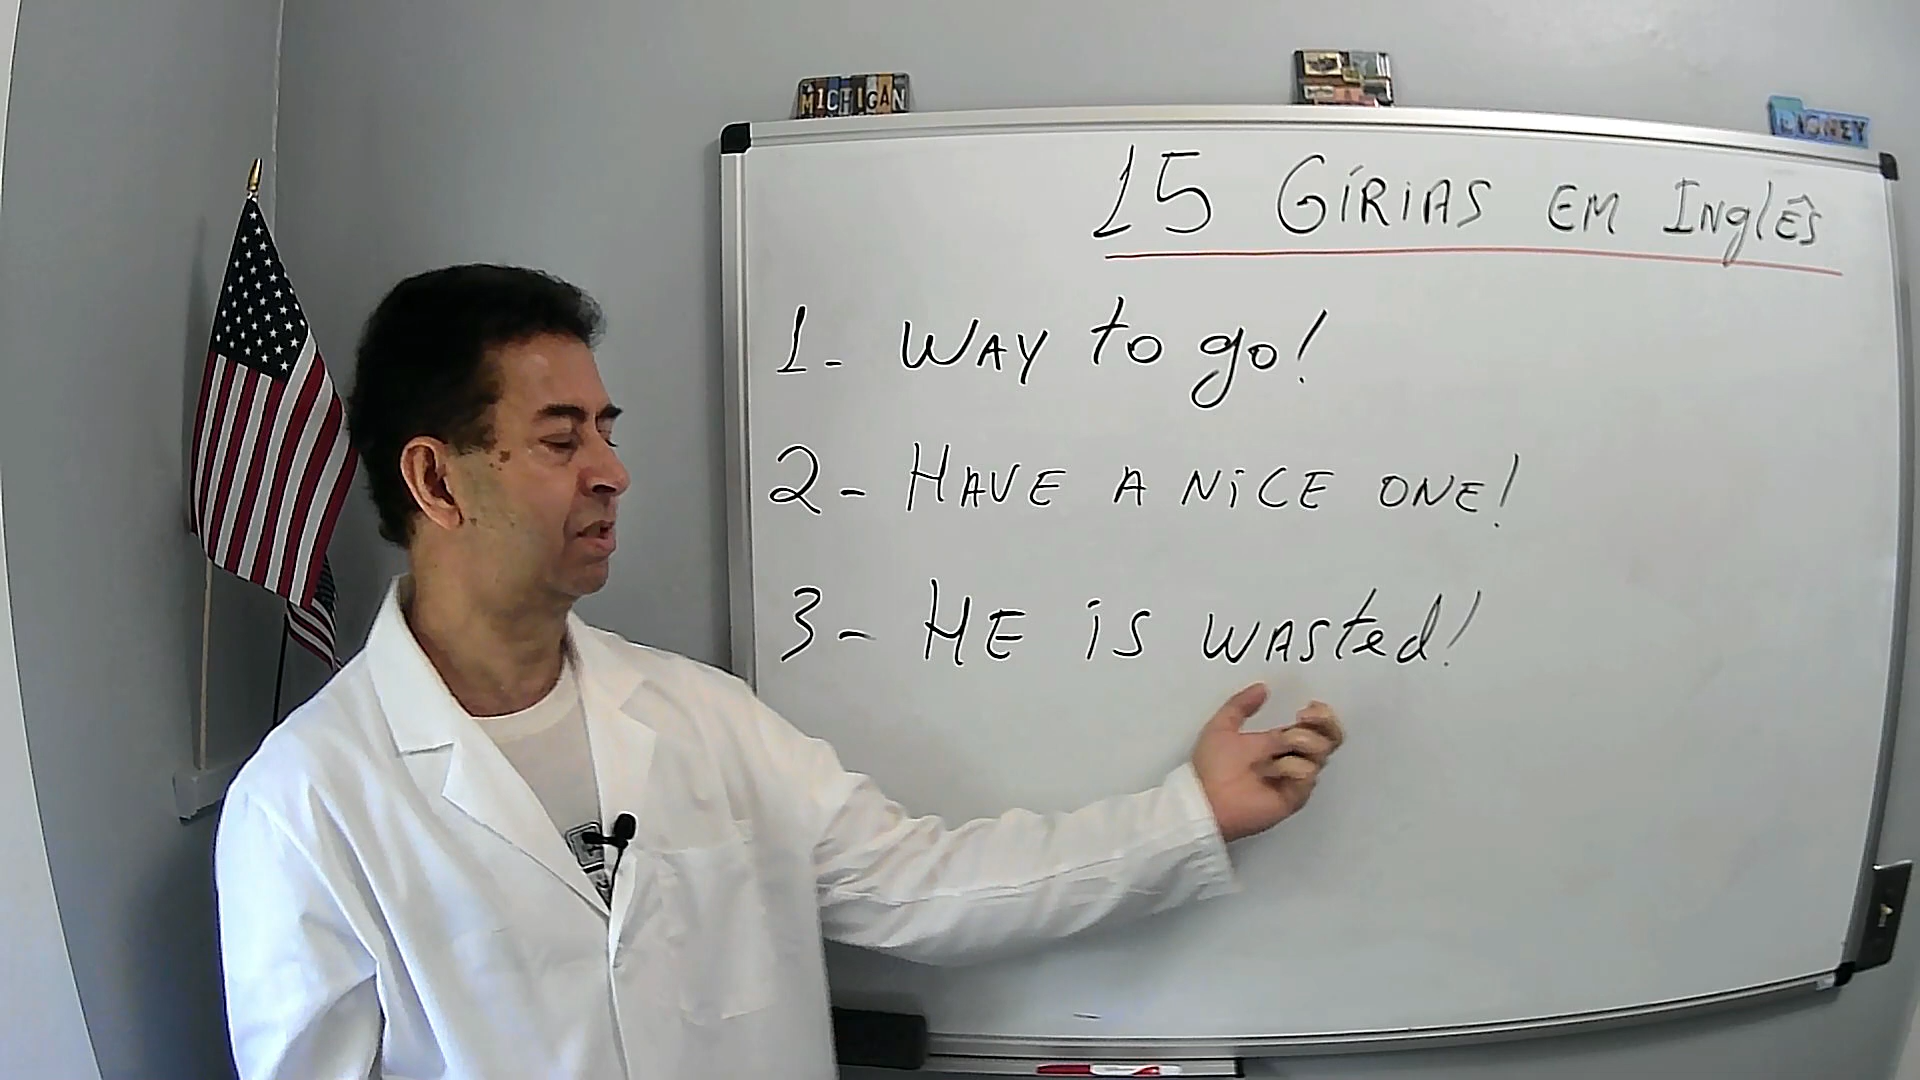 MICHIGAN
DISNEY
15 GÍRIAS EM INGLÊS
1- WAY to go!
2- HAVE A NICE ONE!
3- HE is wasted!